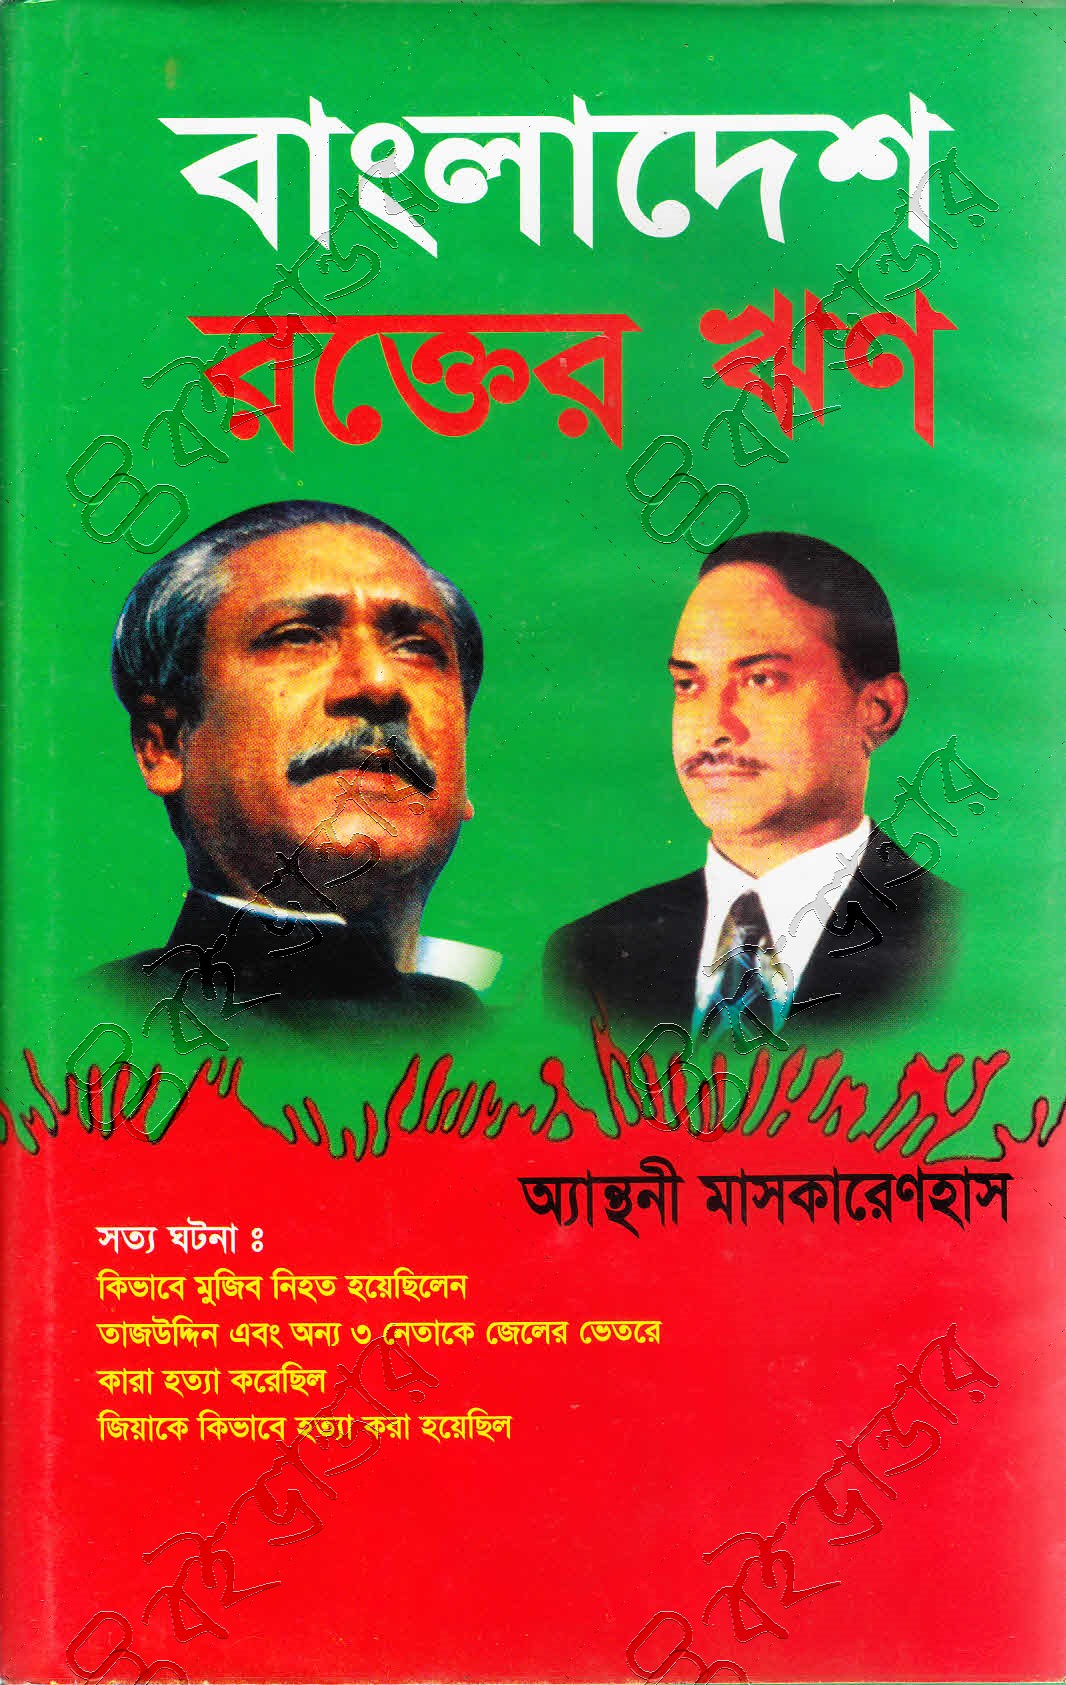 বাংলাদেশ
রক্তের ঋণ
অ্যান্থনী মাসকারেণহাস
সত্য ঘটনা ঃ
কিভাবে মুজিব নিহত হয়েছিলেন
তাজউদ্দিন এবং অন্য ৩ নেতাকে জেলের ভেতরে
কারা হত্যা করেছিল
জিয়াকে কিভাবে হত্যা করা হয়েছিল